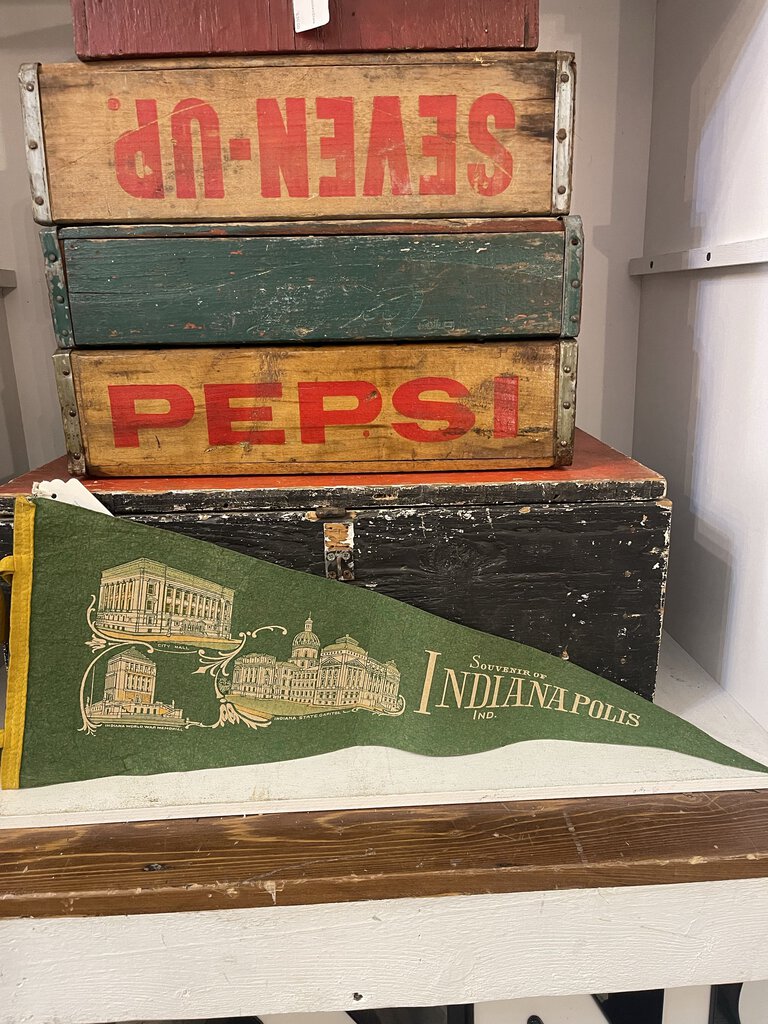 SEVEN-UP.
PEPSI
CITY HALL
INDIANA WORLD WAR MEMORIAL
INDIANA STATE CAPITOL
SOUVENIR OF
INDIANAPOLIS
IND.